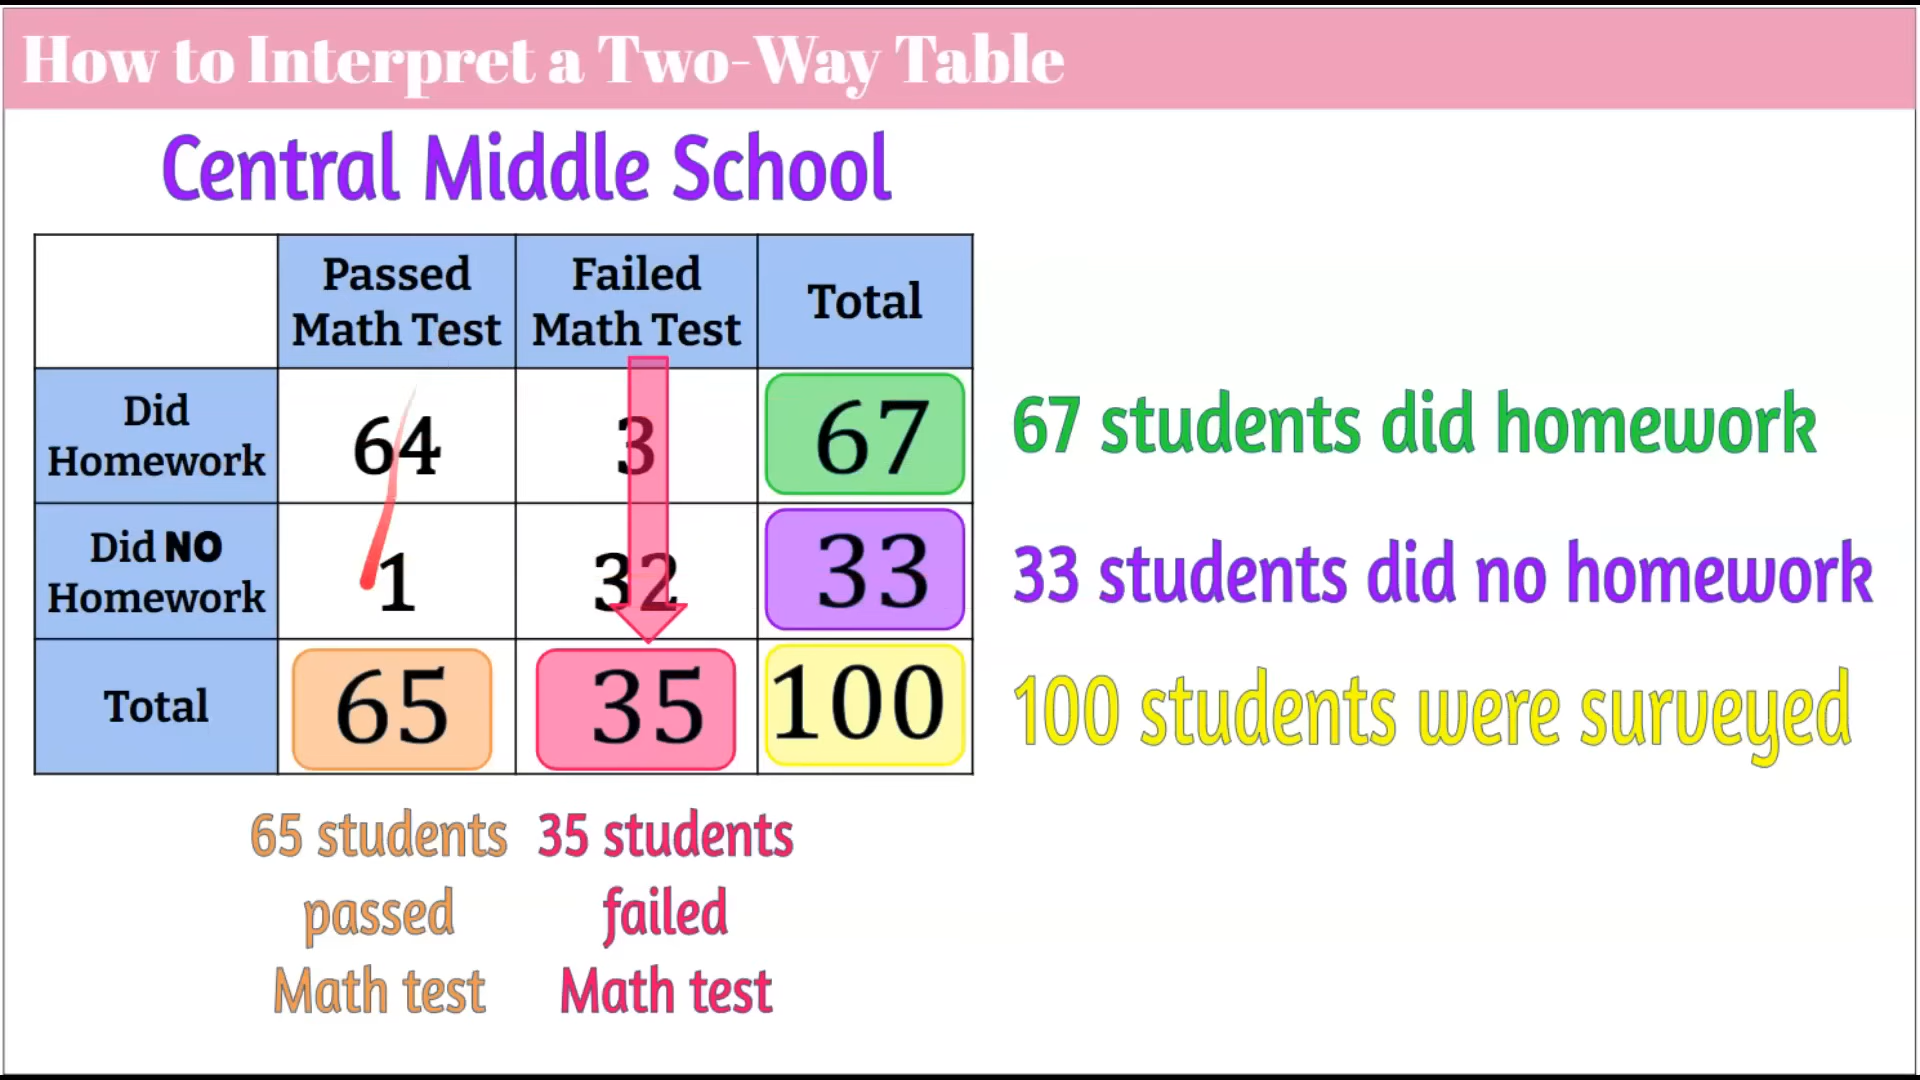 How to Interpret a Two-Way Table
Central Middle School
Passed Math Test
Failed Math Test
Total
Did Homework
64
3
67
67 students did homework
Did NO Homework
1
32
33
33 students did no homework
Total
65
35
100
100 students were surveyed
65 students
passed
Math test
35 students
failed
Math test